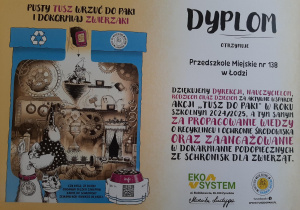 PUSTY TUSZ WRZUĆ DO PAKI
I DOKARMIAJ ZWIERZAKI
DYPLOM
OTRZYMUJE
Przedszkole Miejskie nr 138
w Łodzi
DZIĘKUJEMY DYREKCJI, NAUCZYCIELOM,
RODZICOM ORAZ DZIECIOM ZA AKTYWNE WSPARCIE
AKCJI „TUSZ DO PAKI" W ROKU
SZKOLNYM 2024/2025, A TYM SAMYM
ZA PROPAGOWANIE WIEDZY
O RECYKLINGU I OCHRONIE ŚRODOWISKA
ORAZ ZAANGAŻOWANIE
W DOKARMIANIE PODOPIECZNYCH
ZE SCHRONISK DLA ZWIERZĄT.
EKO
SYSTEM